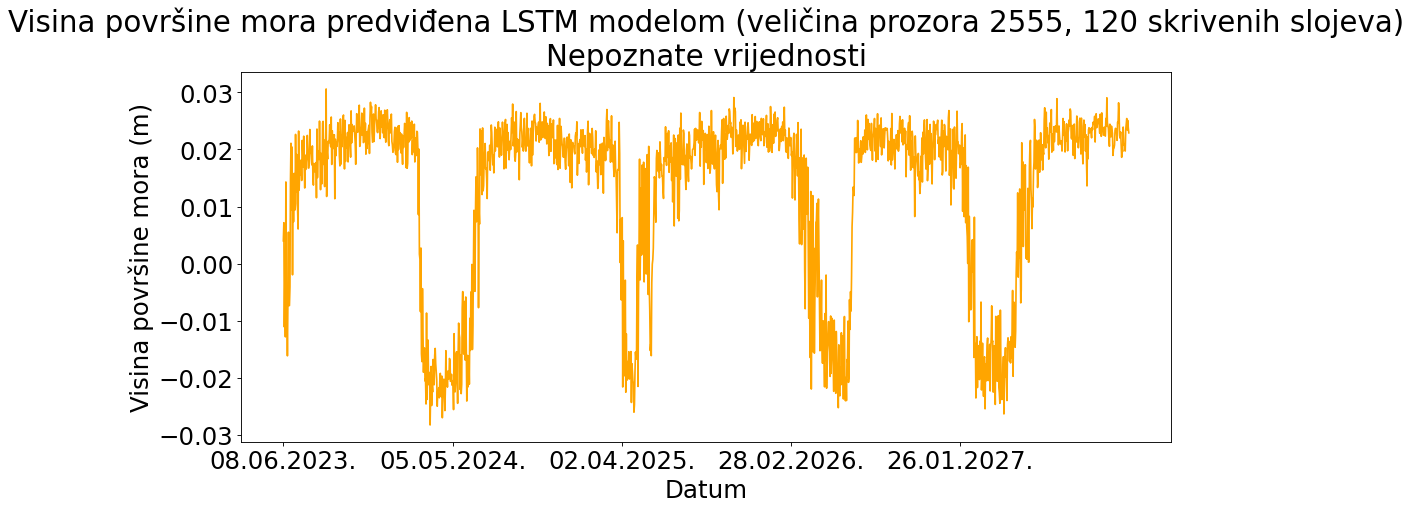 Visina površine mora predviđena LSTM modelom (veličina prozora 2555, 120 skrivenih slojeva)
Nepoznate vrijednosti
Visina površine mora (m)
0.03
0.02
0.01
0.00
−0.01
−0.02
−0.03
08.06.2023. 05.05.2024. 02.04.2025. 28.02.2026. 26.01.2027.
Datum